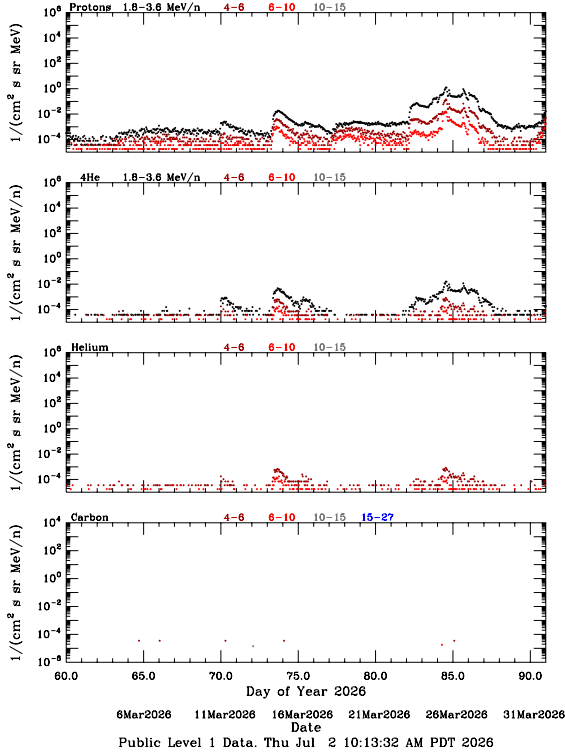 Protons 1.8-3.6 MeV/n 4-6 6-10 10-15
10^6
10^4
10^2
10^0
10^-2
10^-4
1/(cm^2 s sr MeV)
4He 1.8-3.6 MeV/n 4-6 6-10 10-15
10^6
10^4
10^2
10^0
10^-2
10^-4
1/(cm^2 s sr MeV/n)
Helium 4-6 6-10 10-15
10^6
10^4
10^2
10^0
10^-2
10^-4
1/(cm^2 s sr MeV/n)
Carbon 4-6 6-10 10-15 15-27
10^4
10^2
10^0
10^-2
10^-4
10^-6
1/(cm^2 s sr MeV/n)
60.0 65.0 70.0 75.0 80.0 85.0 90.0
Day of Year 2026
6Mar2026 11Mar2026 16Mar2026 21Mar2026 26Mar2026 31Mar2026
Date
Public Level 1 Data, Thu Jul 2 10:13:32 AM PDT 2026